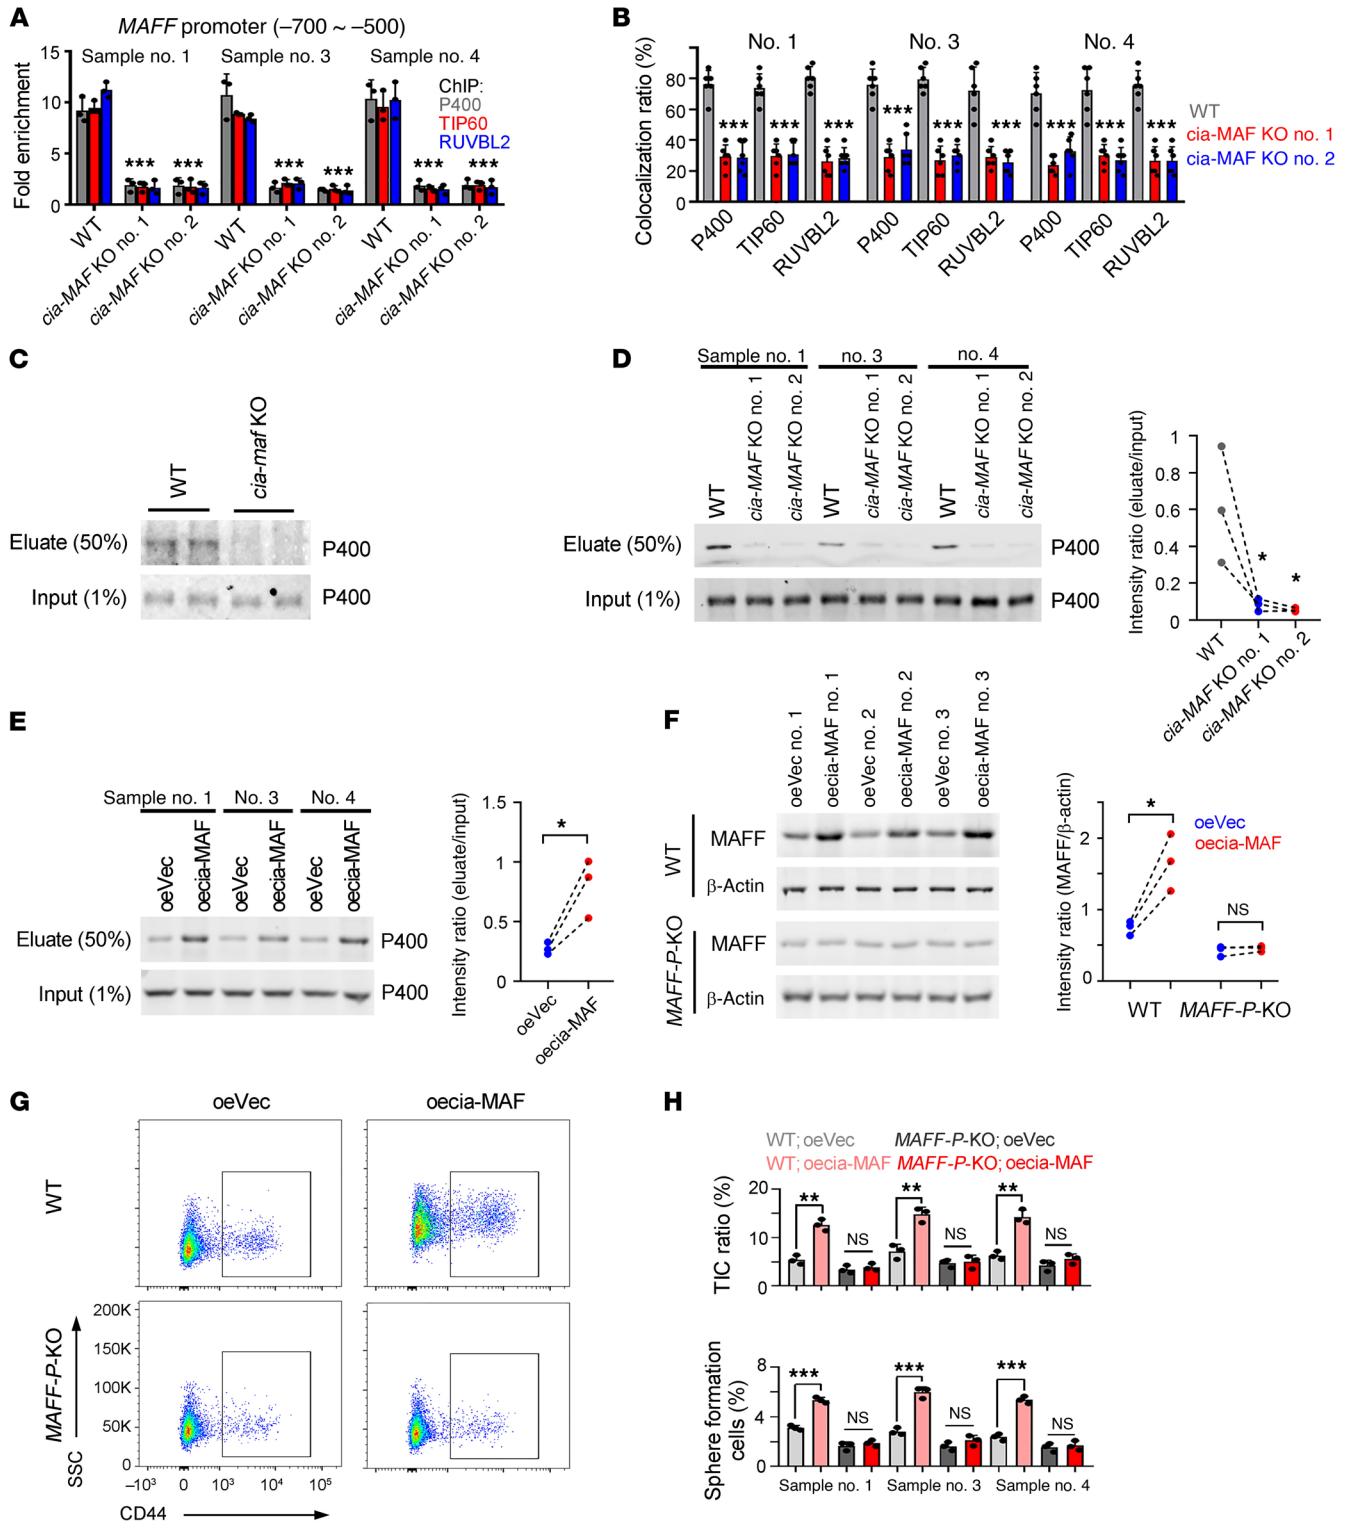 A
MAFF promoter (–700 ~ –500)
Sample no. 1
Sample no. 3
Sample no. 4
Fold enrichment
15
10
5
0
ChIP:
P400
TIP60
RUVBL2
*** *** *** *** *** ***
WT
cia-MAF KO no. 1
cia-MAF KO no. 2
WT
cia-MAF KO no. 1
cia-MAF KO no. 2
WT
cia-MAF KO no. 1
cia-MAF KO no. 2
B
No. 1
No. 3
No. 4
Colocalization ratio (%)
80
60
40
20
0
*** *** *** *** *** *** *** *** ***
WT
cia-MAF KO no. 1
cia-MAF KO no. 2
P400
TIP60
RUVBL2
P400
TIP60
RUVBL2
P400
TIP60
RUVBL2
C
WT
cia-maf KO
Eluate (50%)
P400
Input (1%)
P400
D
Sample no. 1
no. 3
no. 4
WT
cia-MAF KO no. 1
cia-MAF KO no. 2
WT
cia-MAF KO no. 1
cia-MAF KO no. 2
WT
cia-MAF KO no. 1
cia-MAF KO no. 2
Eluate (50%)
P400
Input (1%)
P400
Intensity ratio (eluate/input)
1
0.8
0.6
0.4
0.2
0
*
*
WT
cia-MAF KO no. 1
cia-MAF KO no. 2
E
Sample no. 1
No. 3
No. 4
oeVec
oecia-MAF
oeVec
oecia-MAF
oeVec
oecia-MAF
Eluate (50%)
P400
Input (1%)
P400
Intensity ratio (eluate/input)
1.5
1
0.5
0
*
oeVec
oecia-MAF
F
oeVec no. 1
oecia-MAF no. 1
oeVec no. 2
oecia-MAF no. 2
oeVec no. 3
oecia-MAF no. 3
WT
MAFF
β-Actin
MAFF-P-KO
MAFF
β-Actin
Intensity ratio (MAFF/β-actin)
2
1
0
*
NS
oeVec
oecia-MAF
WT
MAFF-P-KO
G
oeVec
oecia-MAF
WT
MAFF-P-KO
SSC
200K
150K
100K
50K
0
–10³
0
10³
10⁴
10⁵
CD44
H
WT; oeVec
MAFF-P-KO; oeVec
WT; oecia-MAF
MAFF-P-KO; oecia-MAF
TIC ratio (%)
20
10
0
**
NS
**
NS
**
NS
Sphere formation
cells (%)
8
4
0
***
NS
***
NS
***
NS
Sample no. 1
Sample no. 3
Sample no. 4